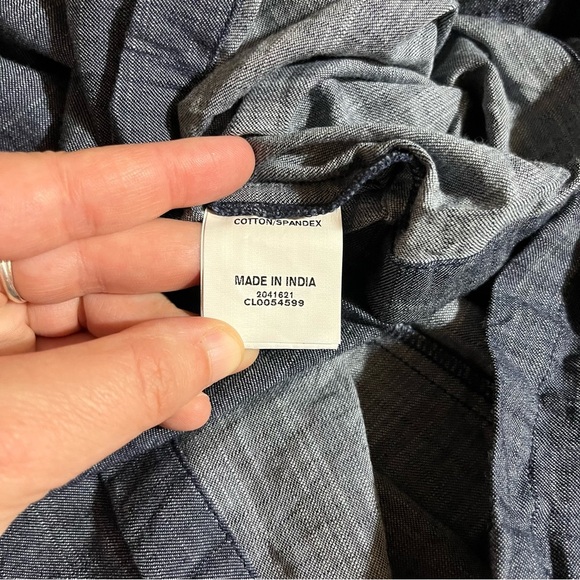 COTTON/SPANDEX
MADE IN INDIA
2041621
CL0054599